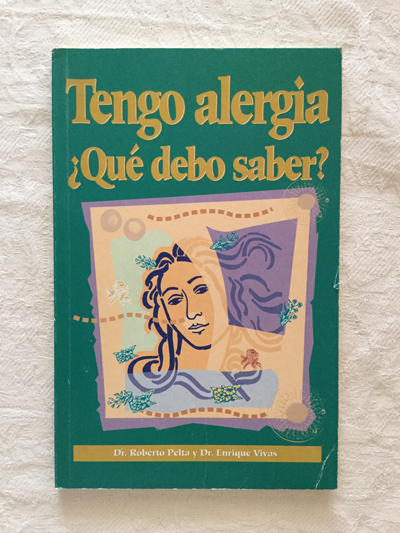 Tengo alergia
¿Qué debo saber?
Dr. Roberto Pelta y Dr. Enrique Vivas